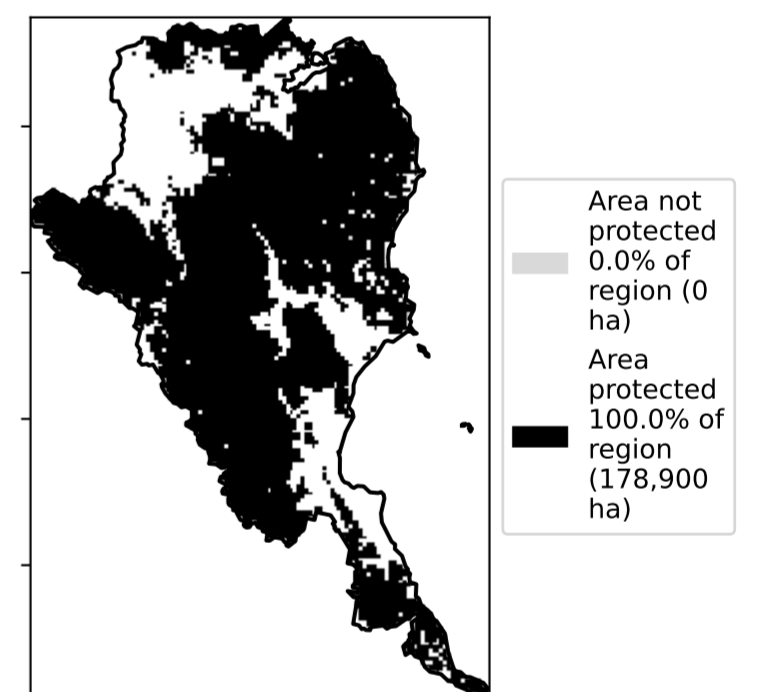 Area not
protected
0.0% of
region (0
ha)
Area
protected
100.0% of
region
(178,900
ha)